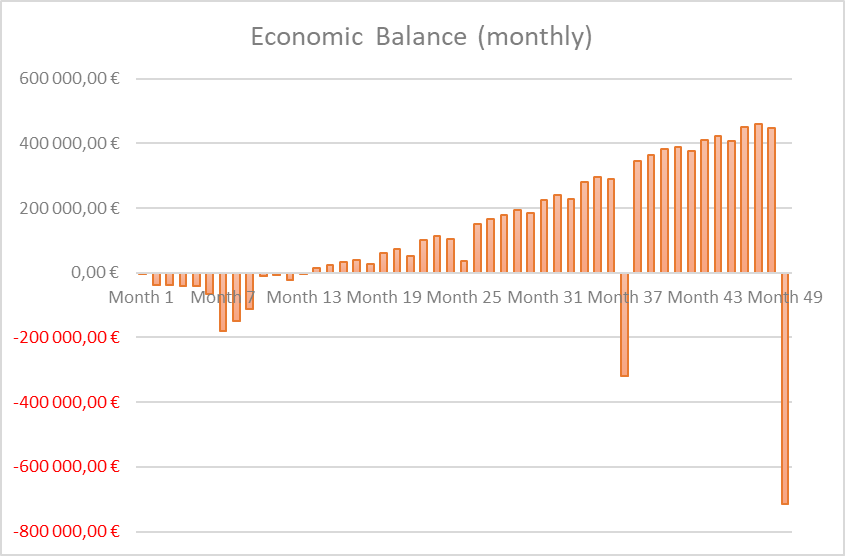 Economic Balance (monthly)
600 000,00 €
400 000,00 €
200 000,00 €
0,00 €
Month 1 Month 7 Month 13 Month 19 Month 25 Month 31 Month 37 Month 43 Month 49
-200 000,00 €
-400 000,00 €
-600 000,00 €
-800 000,00 €